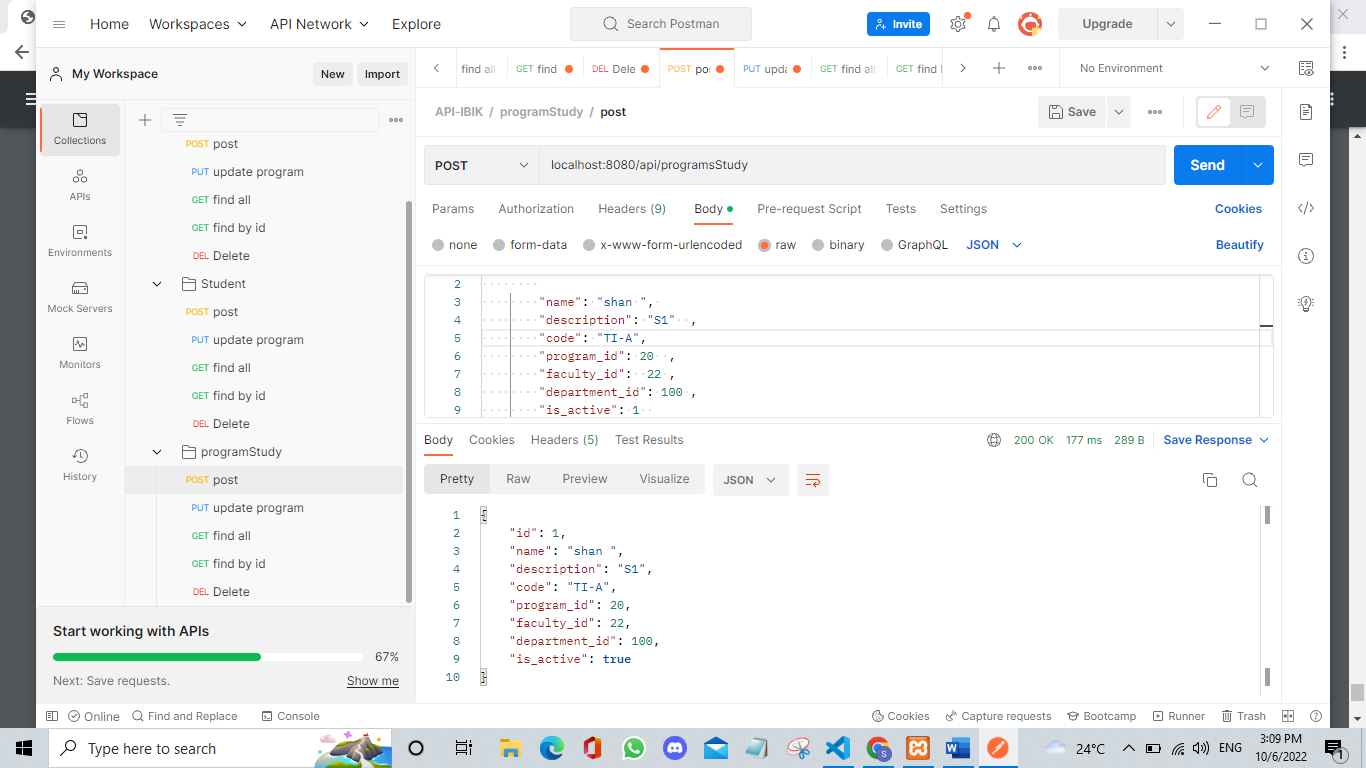 Home Workspaces API Network Explore Search Postman Invite Upgrade
My Workspace New Import
find all GET find DEL Dele POST po PUT upda GET find all GET find No Environment
API-IBIK / programStudy / post Save
POST localhost:8080/api/programsStudy Send
Params Authorization Headers (9) Body Pre-request Script Tests Settings Cookies
none form-data x-www-form-urlencoded raw binary GraphQL JSON Beautify
Collections
APIs
Environments
Mock Servers
Monitors
Flows
History
POST post
PUT update program
GET find all
GET find by id
DEL Delete
Student
POST post
PUT update program
GET find all
GET find by id
DEL Delete
programStudy
POST post
PUT update program
GET find all
GET find by id
DEL Delete
Start working with APIs
67%
Next: Save requests. Show me
2
3 "name": "shan ",
4 "description": "S1" ,
5 "code": "TI-A",
6 "program_id": 20 ,
7 "faculty_id": 22 ,
8 "department_id": 100 ,
9 "is_active": 1
Body Cookies Headers (5) Test Results 200 OK 177 ms 289 B Save Response
Pretty Raw Preview Visualize JSON
1 {
2 "id": 1,
3 "name": "shan ",
4 "description": "S1",
5 "code": "TI-A",
6 "program_id": 20,
7 "faculty_id": 22,
8 "department_id": 100,
9 "is_active": true
10 }
Online Find and Replace Console Cookies Capture requests Bootcamp Runner Trash
Type here to search 24°C ENG 3:09 PM
10/6/2022 1